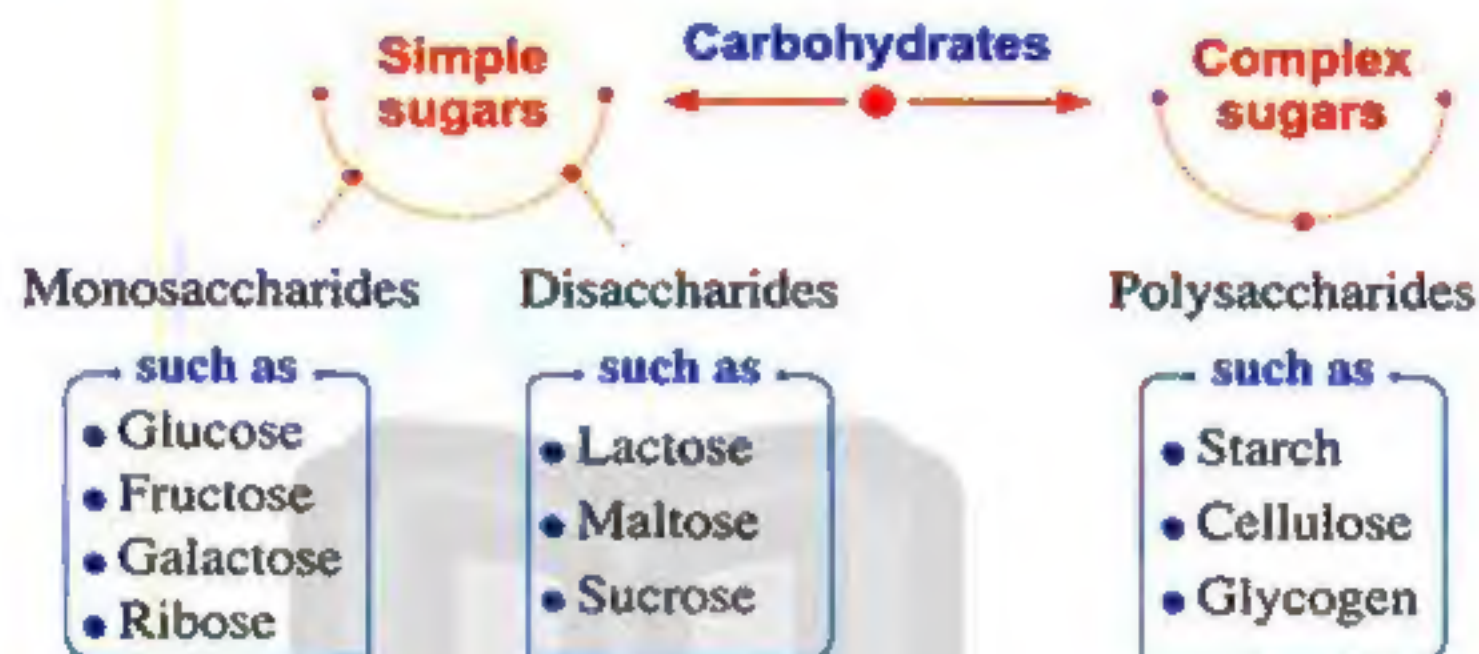 Carbohydrates
Simple
sugars
Complex
sugars
Monosaccharides
such as
• Glucose
• Fructose
• Galactose
• Ribose
Disaccharides
such as
• Lactose
• Maltose
• Sucrose
Polysaccharides
such as
• Starch
• Cellulose
• Glycogen